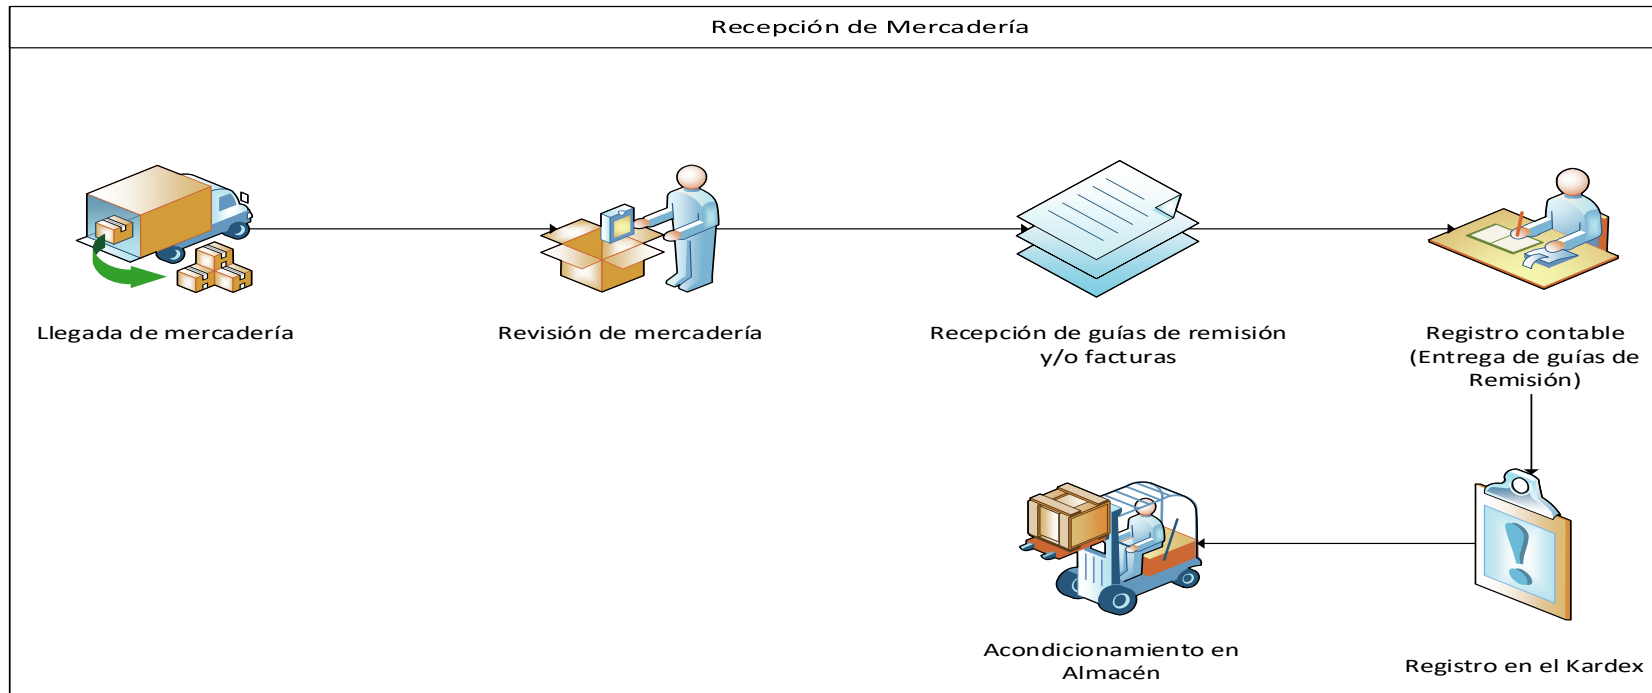 Recepción de Mercadería
Llegada de mercadería
Revisión de mercadería
Recepción de guías de remisión
y/o facturas
Registro contable
(Entrega de guías de
Remisión)
Acondicionamiento en
Almacén
Registro en el Kardex